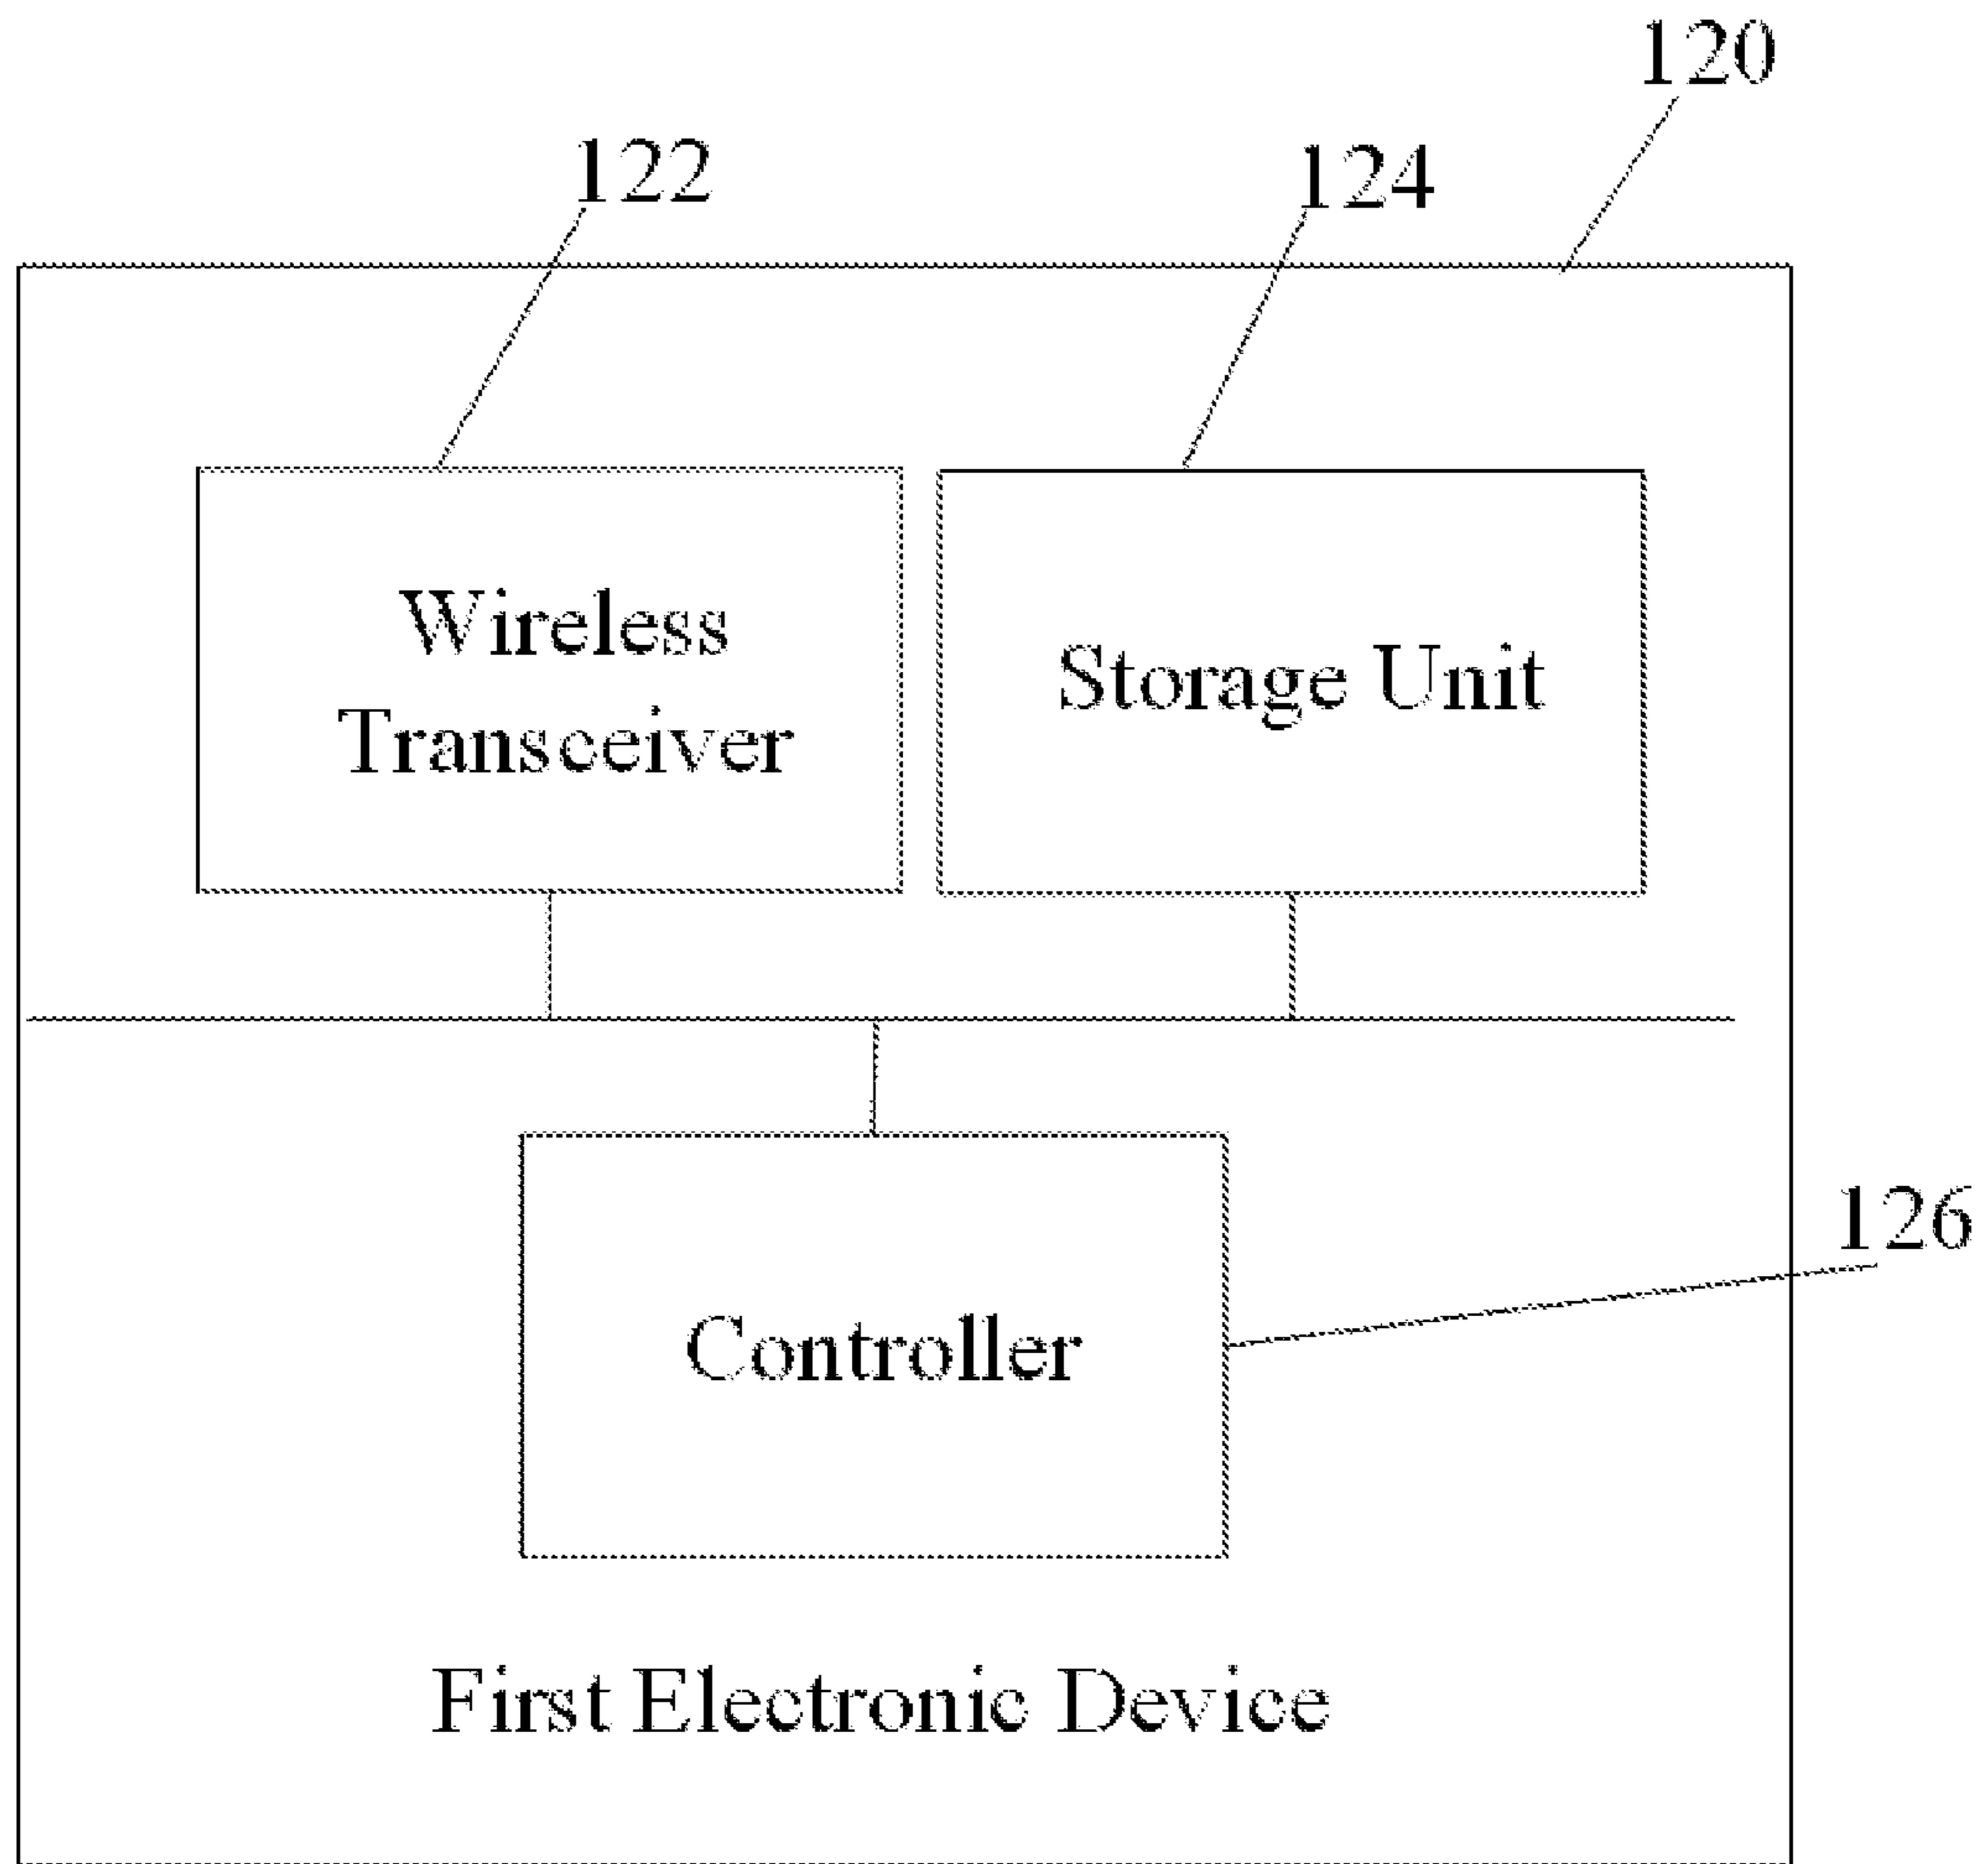 120
122
124
Wireless
Transceiver
Storage Unit
126
Controller
First Electronic Device